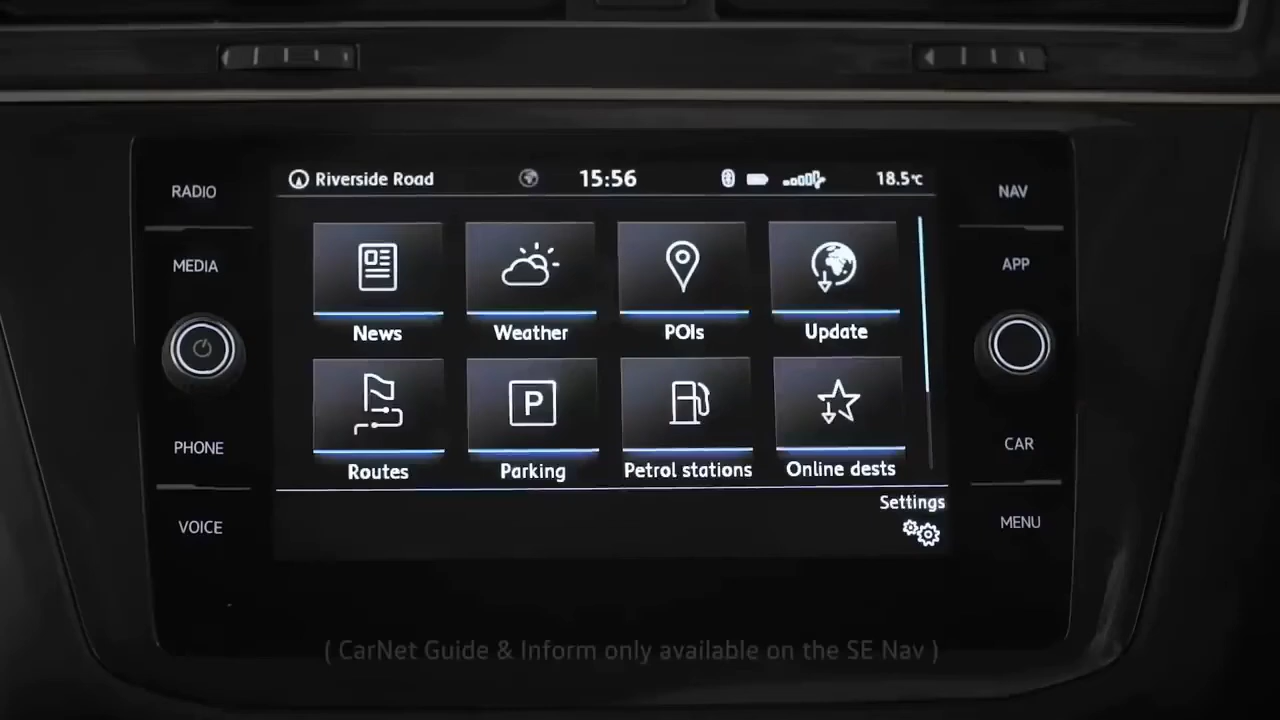 RADIO
MEDIA
PHONE
VOICE
Riverside Road
15:56
18.5°C
News
Weather
POIs
Update
Routes
P
Parking
Petrol stations
Online dests
Settings
NAV
APP
CAR
MENU
( CarNet Guide & Inform only available on the SE Nav )